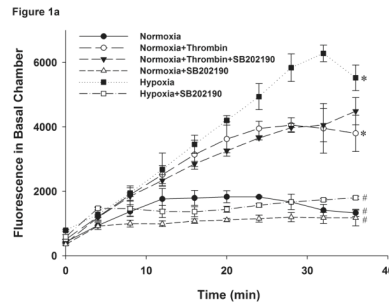 Figure 1a
Normoxia
Normoxia+Thrombin
Normoxia+Thrombin+SB202190
Normoxia+SB202190
Hypoxia
Hypoxia+SB202190
Fluorescence in Basal Chamber
6000
4000
2000
0
*
*
#
#
#
0
10
20
30
40
Time (min)